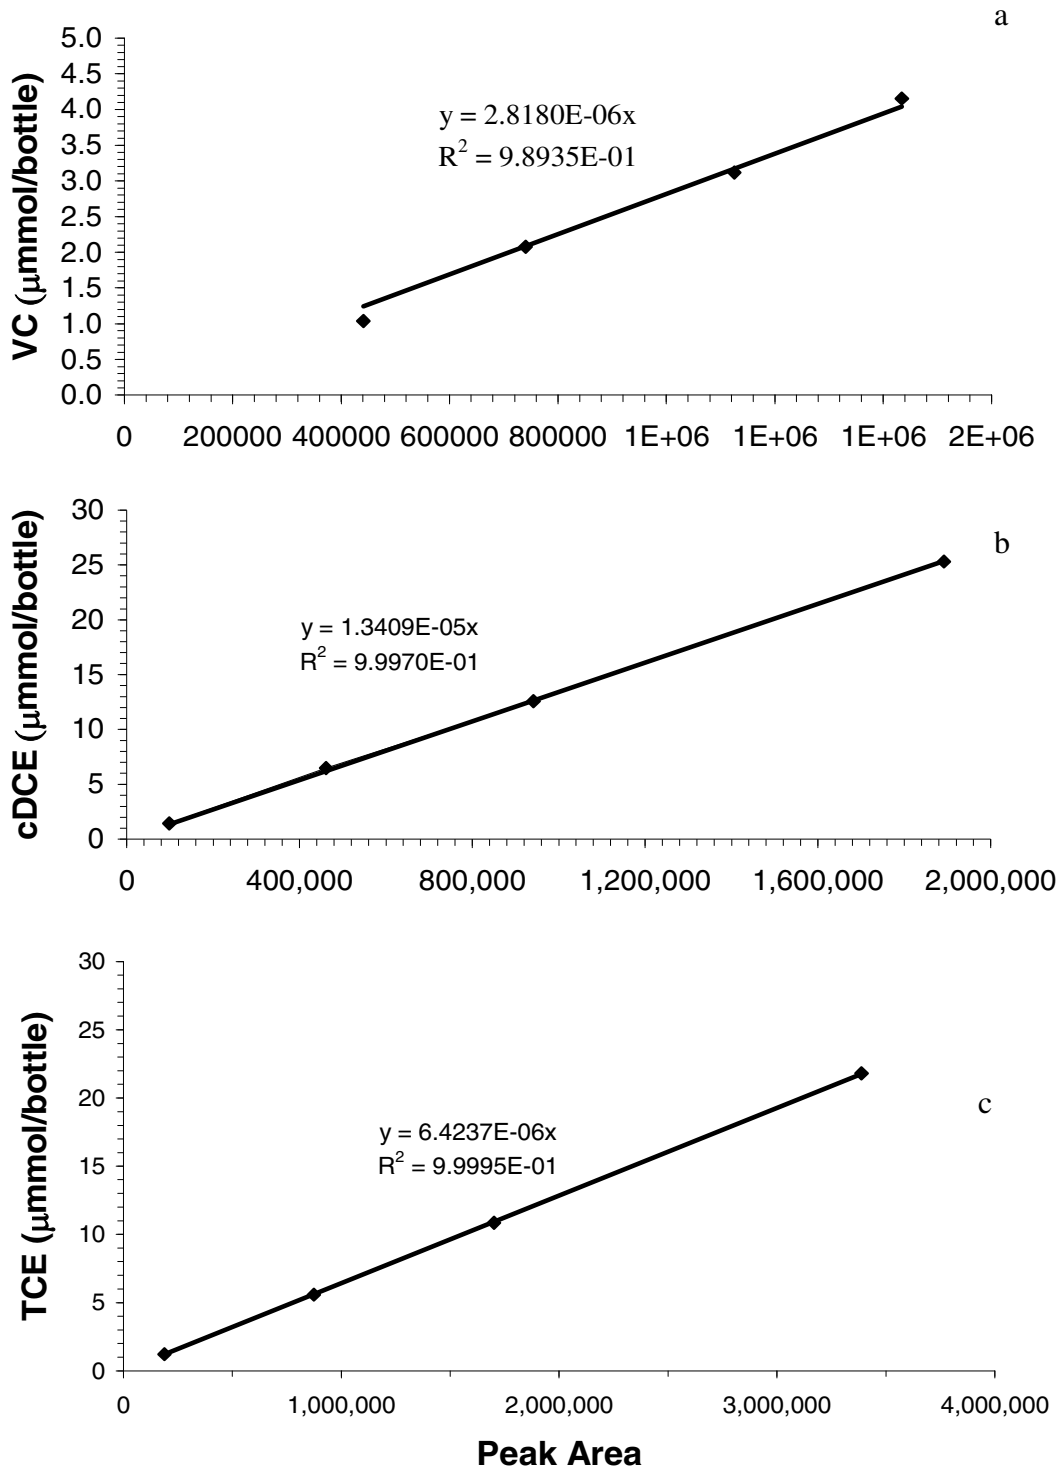 a
5.0
4.5
4.0
3.5
3.0
2.5
2.0
1.5
1.0
0.5
0.0
VC (μmmol/bottle)
y = 2.8180E-06x
R² = 9.8935E-01
0 200000 400000 600000 800000 1E+06 1E+06 1E+06 2E+06
b
30
25
20
15
10
5
0
cDCE (μmmol/bottle)
y = 1.3409E-05x
R² = 9.9970E-01
0 400,000 800,000 1,200,000 1,600,000 2,000,000
30
25
20
15
10
5
0
TCE (μmmol/bottle)
c
y = 6.4237E-06x
R² = 9.9995E-01
0 1,000,000 2,000,000 3,000,000 4,000,000
Peak Area